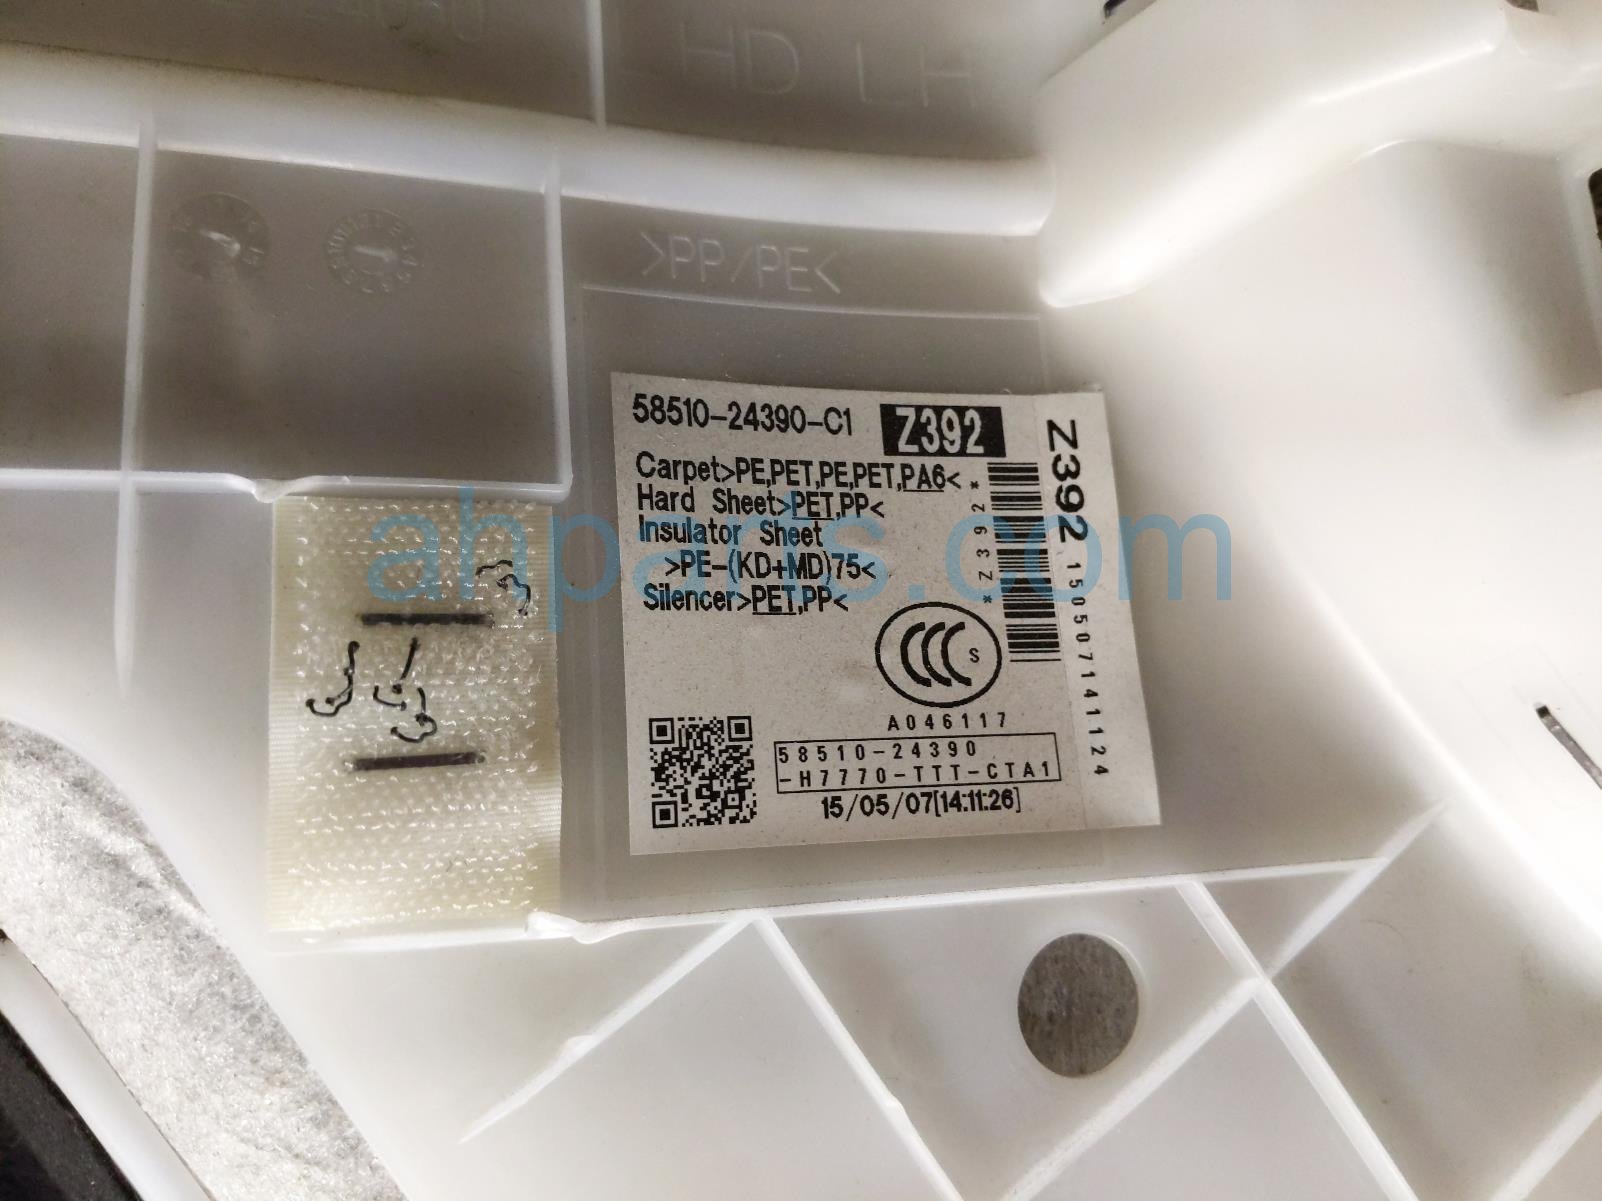 HD LH
>PP/PE<
58510-24390-C1 Z392
Carpet>PE,PET,PE,PET,PA6<
Hard Sheet>PET,PP<
Insulator Sheet
>PE-(KD+MD)75<
Silencer>PET,PP<
*Z392*
Z392 150507141124
CCC S
A046117
58510-24390
-H7770-TTT-CTA1
15/05/07[14:11:26]
ahparts.com